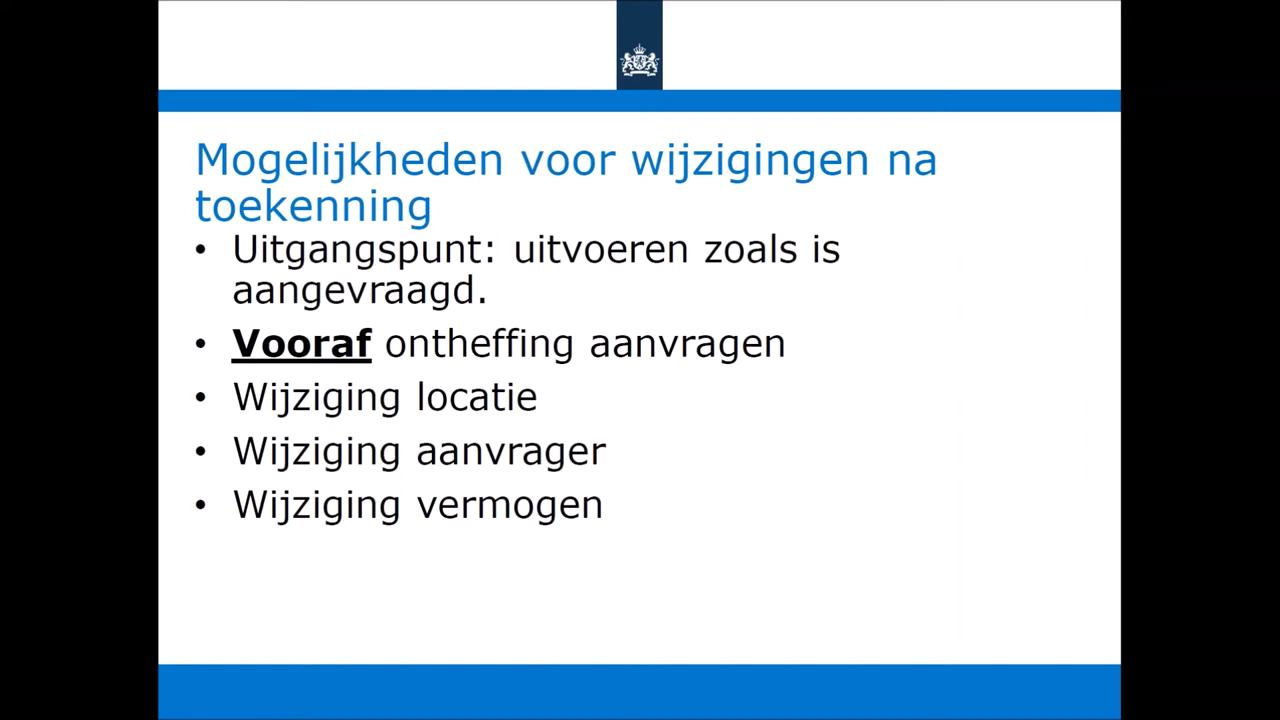 Mogelijkheden voor wijzigingen na
toekenning
• Uitgangspunt: uitvoeren zoals is
aangevraagd.
• Vooraf ontheffing aanvragen
• Wijziging locatie
• Wijziging aanvrager
• Wijziging vermogen